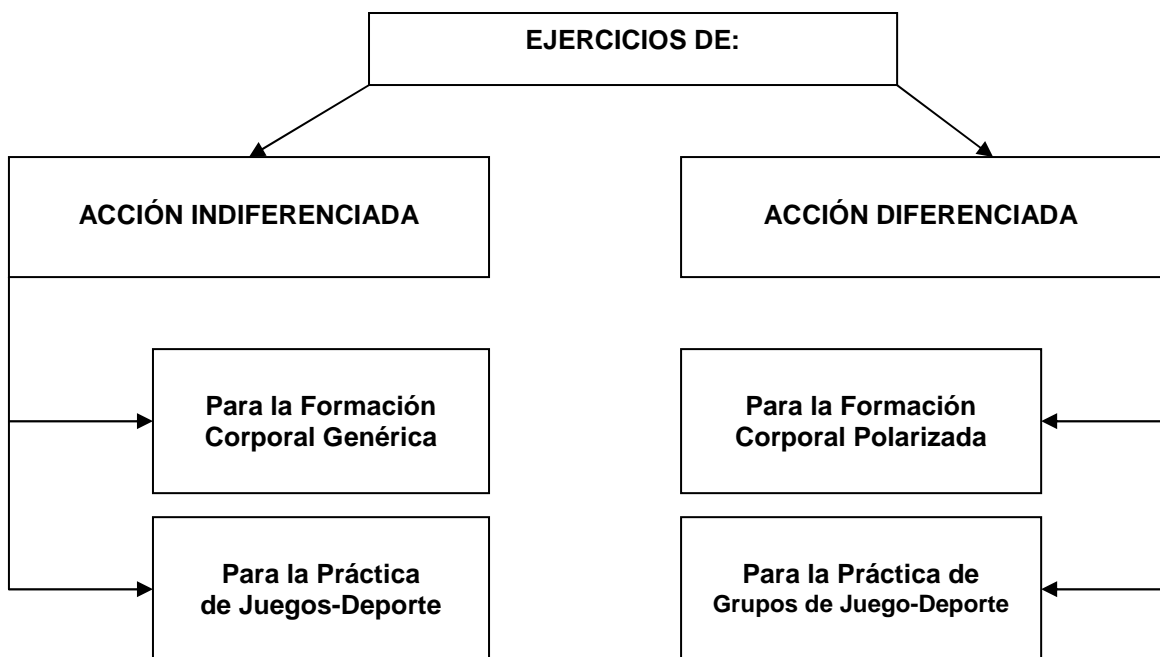 EJERCICIOS DE:
ACCIÓN INDIFERENCIADA
ACCIÓN DIFERENCIADA
Para la Formación
Corporal Genérica
Para la Formación
Corporal Polarizada
Para la Práctica
de Juegos-Deporte
Para la Práctica de
Grupos de Juego-Deporte